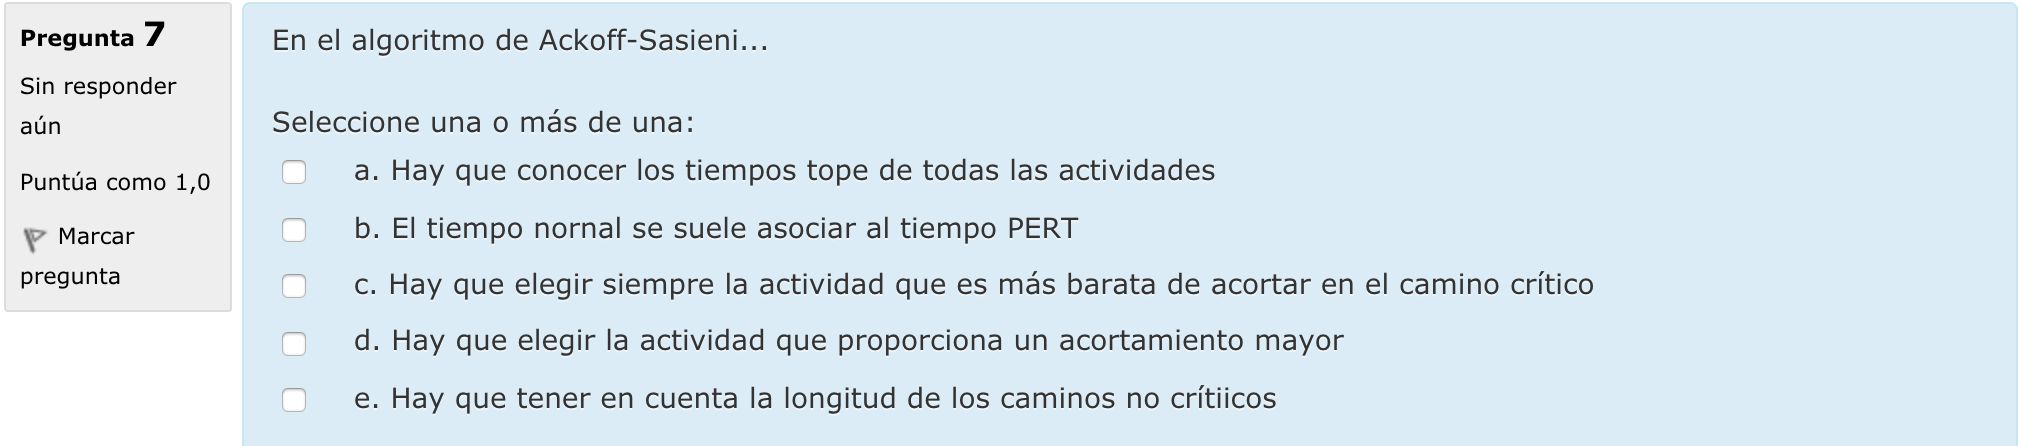 Pregunta 7
Sin responder
aún
Puntúa como 1,0
Marcar
pregunta
En el algoritmo de Ackoff-Sasieni...
Seleccione una o más de una:
a. Hay que conocer los tiempos tope de todas las actividades
b. El tiempo nornal se suele asociar al tiempo PERT
c. Hay que elegir siempre la actividad que es más barata de acortar en el camino crítico
d. Hay que elegir la actividad que proporciona un acortamiento mayor
e. Hay que tener en cuenta la longitud de los caminos no crítiicos